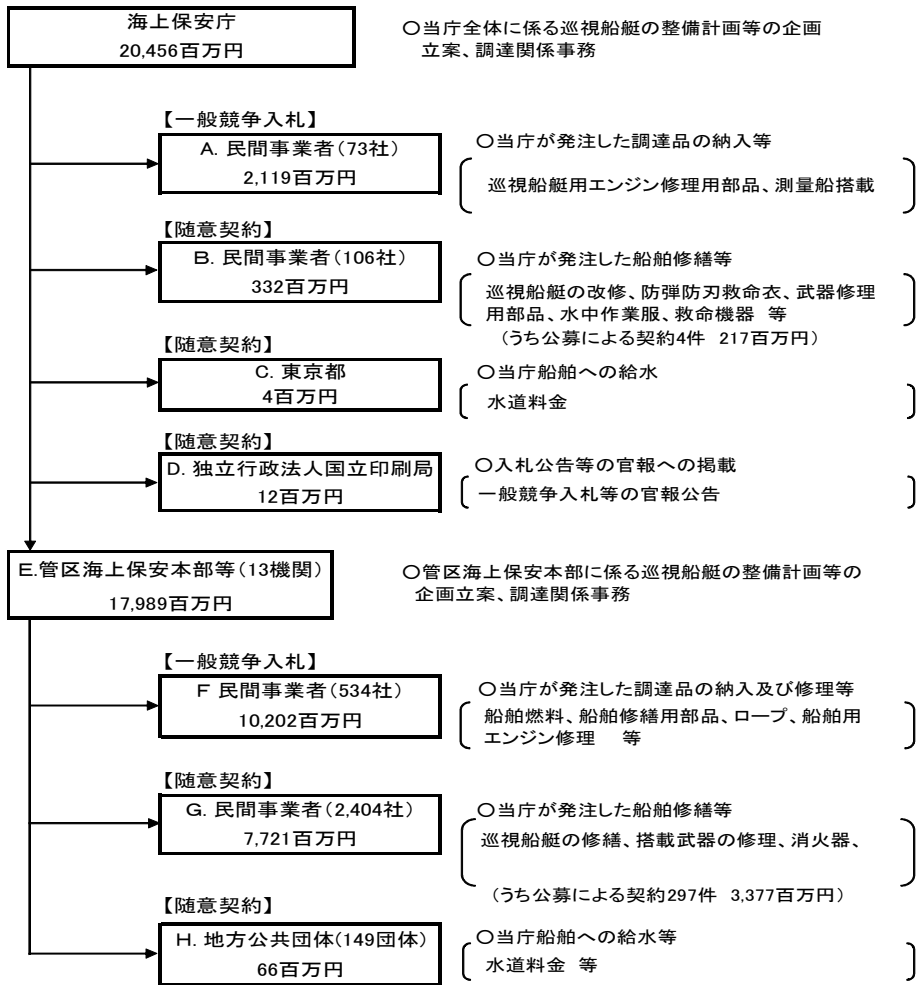 海上保安庁
20,456百万円
〇当庁全体に係る巡視船艇の整備計画等の企画
立案、調達関係事務
【一般競争入札】
A. 民間事業者(73社)
2,119百万円
〇当庁が発注した調達品の納入等
巡視船艇用エンジン修理用部品、測量船搭載
【随意契約】
B. 民間事業者(106社)
332百万円
〇当庁が発注した船舶修繕等
巡視船艇の改修、防弾防刃救命衣、武器修理
用部品、水中作業服、救命機器 等
(うち公募による契約4件 217百万円)
【随意契約】
C. 東京都
4百万円
〇当庁船舶への給水
水道料金
【随意契約】
D. 独立行政法人国立印刷局
12百万円
〇入札公告等の官報への掲載
一般競争入札等の官報公告
E.管区海上保安本部等(13機関)
17,989百万円
〇管区海上保安本部に係る巡視船艇の整備計画等の
企画立案、調達関係事務
【一般競争入札】
F 民間事業者(534社)
10,202百万円
〇当庁が発注した調達品の納入及び修理等
船舶燃料、船舶修繕用部品、ロープ、船舶用
エンジン修理 等
【随意契約】
G. 民間事業者(2,404社)
7,721百万円
〇当庁が発注した船舶修繕等
巡視船艇の修繕、搭載武器の修理、消火器、
(うち公募による契約297件 3,377百万円)
【随意契約】
H. 地方公共団体(149団体)
66百万円
〇当庁船舶への給水等
水道料金 等